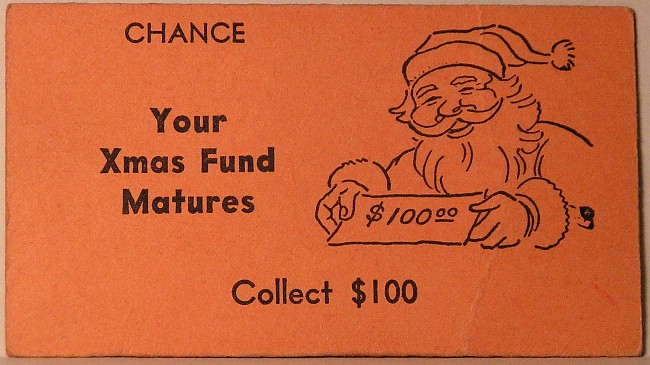 CHANCE
Your
Xmas Fund
Matures
$100⁰⁰
Collect $100